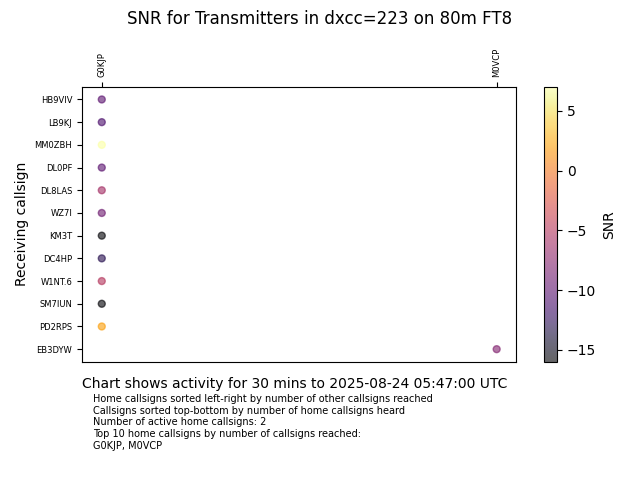 SNR for Transmitters in dxcc=223 on 80m FT8
G0KJP
M0VCP
HB9VIV
LB9KJ
MM0ZBH
DL0PF
DL8LAS
WZ7I
KM3T
DC4HP
W1NT.6
SM7IUN
PD2RPS
EB3DYW
Receiving callsign
5
0
−5
−10
−15
SNR
Chart shows activity for 30 mins to 2025-08-24 05:47:00 UTC
Home callsigns sorted left-right by number of other callsigns reached
Callsigns sorted top-bottom by number of home callsigns heard
Number of active home callsigns: 2
Top 10 home callsigns by number of callsigns reached:
G0KJP, M0VCP